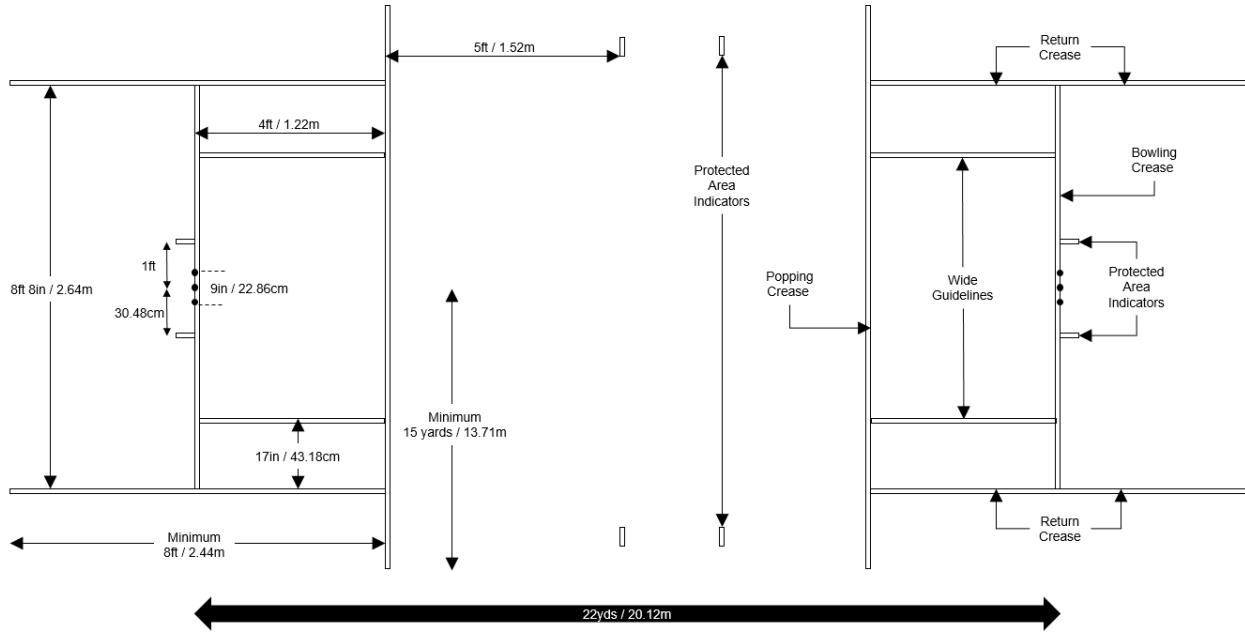 5ft / 1.52m
Return
Crease
4ft / 1.22m
Bowling
Crease
Protected
Area
Indicators
1ft
8ft 8in / 2.64m
9in / 22.86cm
30.48cm
Popping
Crease
Wide
Guidelines
Protected
Area
Indicators
Minimum
15 yards / 13.71m
17in / 43.18cm
Minimum
8ft / 2.44m
Return
Crease
22yds / 20.12m